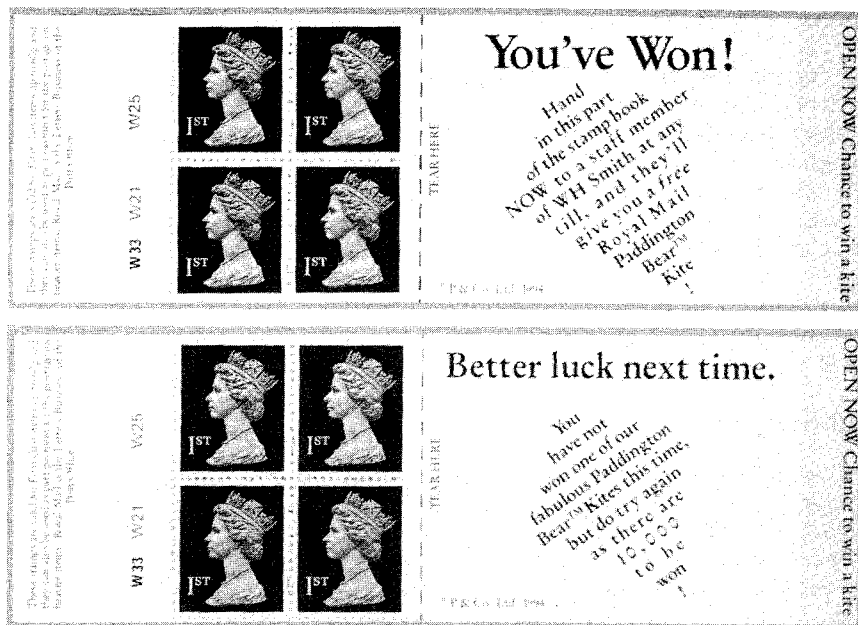 You've Won!
Hand
in this part
of the stamp book
NOW to a staff member
of WH Smith at any
till, and they'll
give you a free
Royal Mail
Paddington
Bear™
Kite
!
TEAR HERE
W25
W21
W33
1ST
1ST
1ST
1ST
OPEN NOW Chance to win a kite
Better luck next time.
You
have not
won one of our
fabulous Paddington
Bear™ Kites this time,
but do try again
as there are
10,000
to be
won
!
TEAR HERE
W25
W21
W33
1ST
1ST
1ST
1ST
OPEN NOW Chance to win a kite